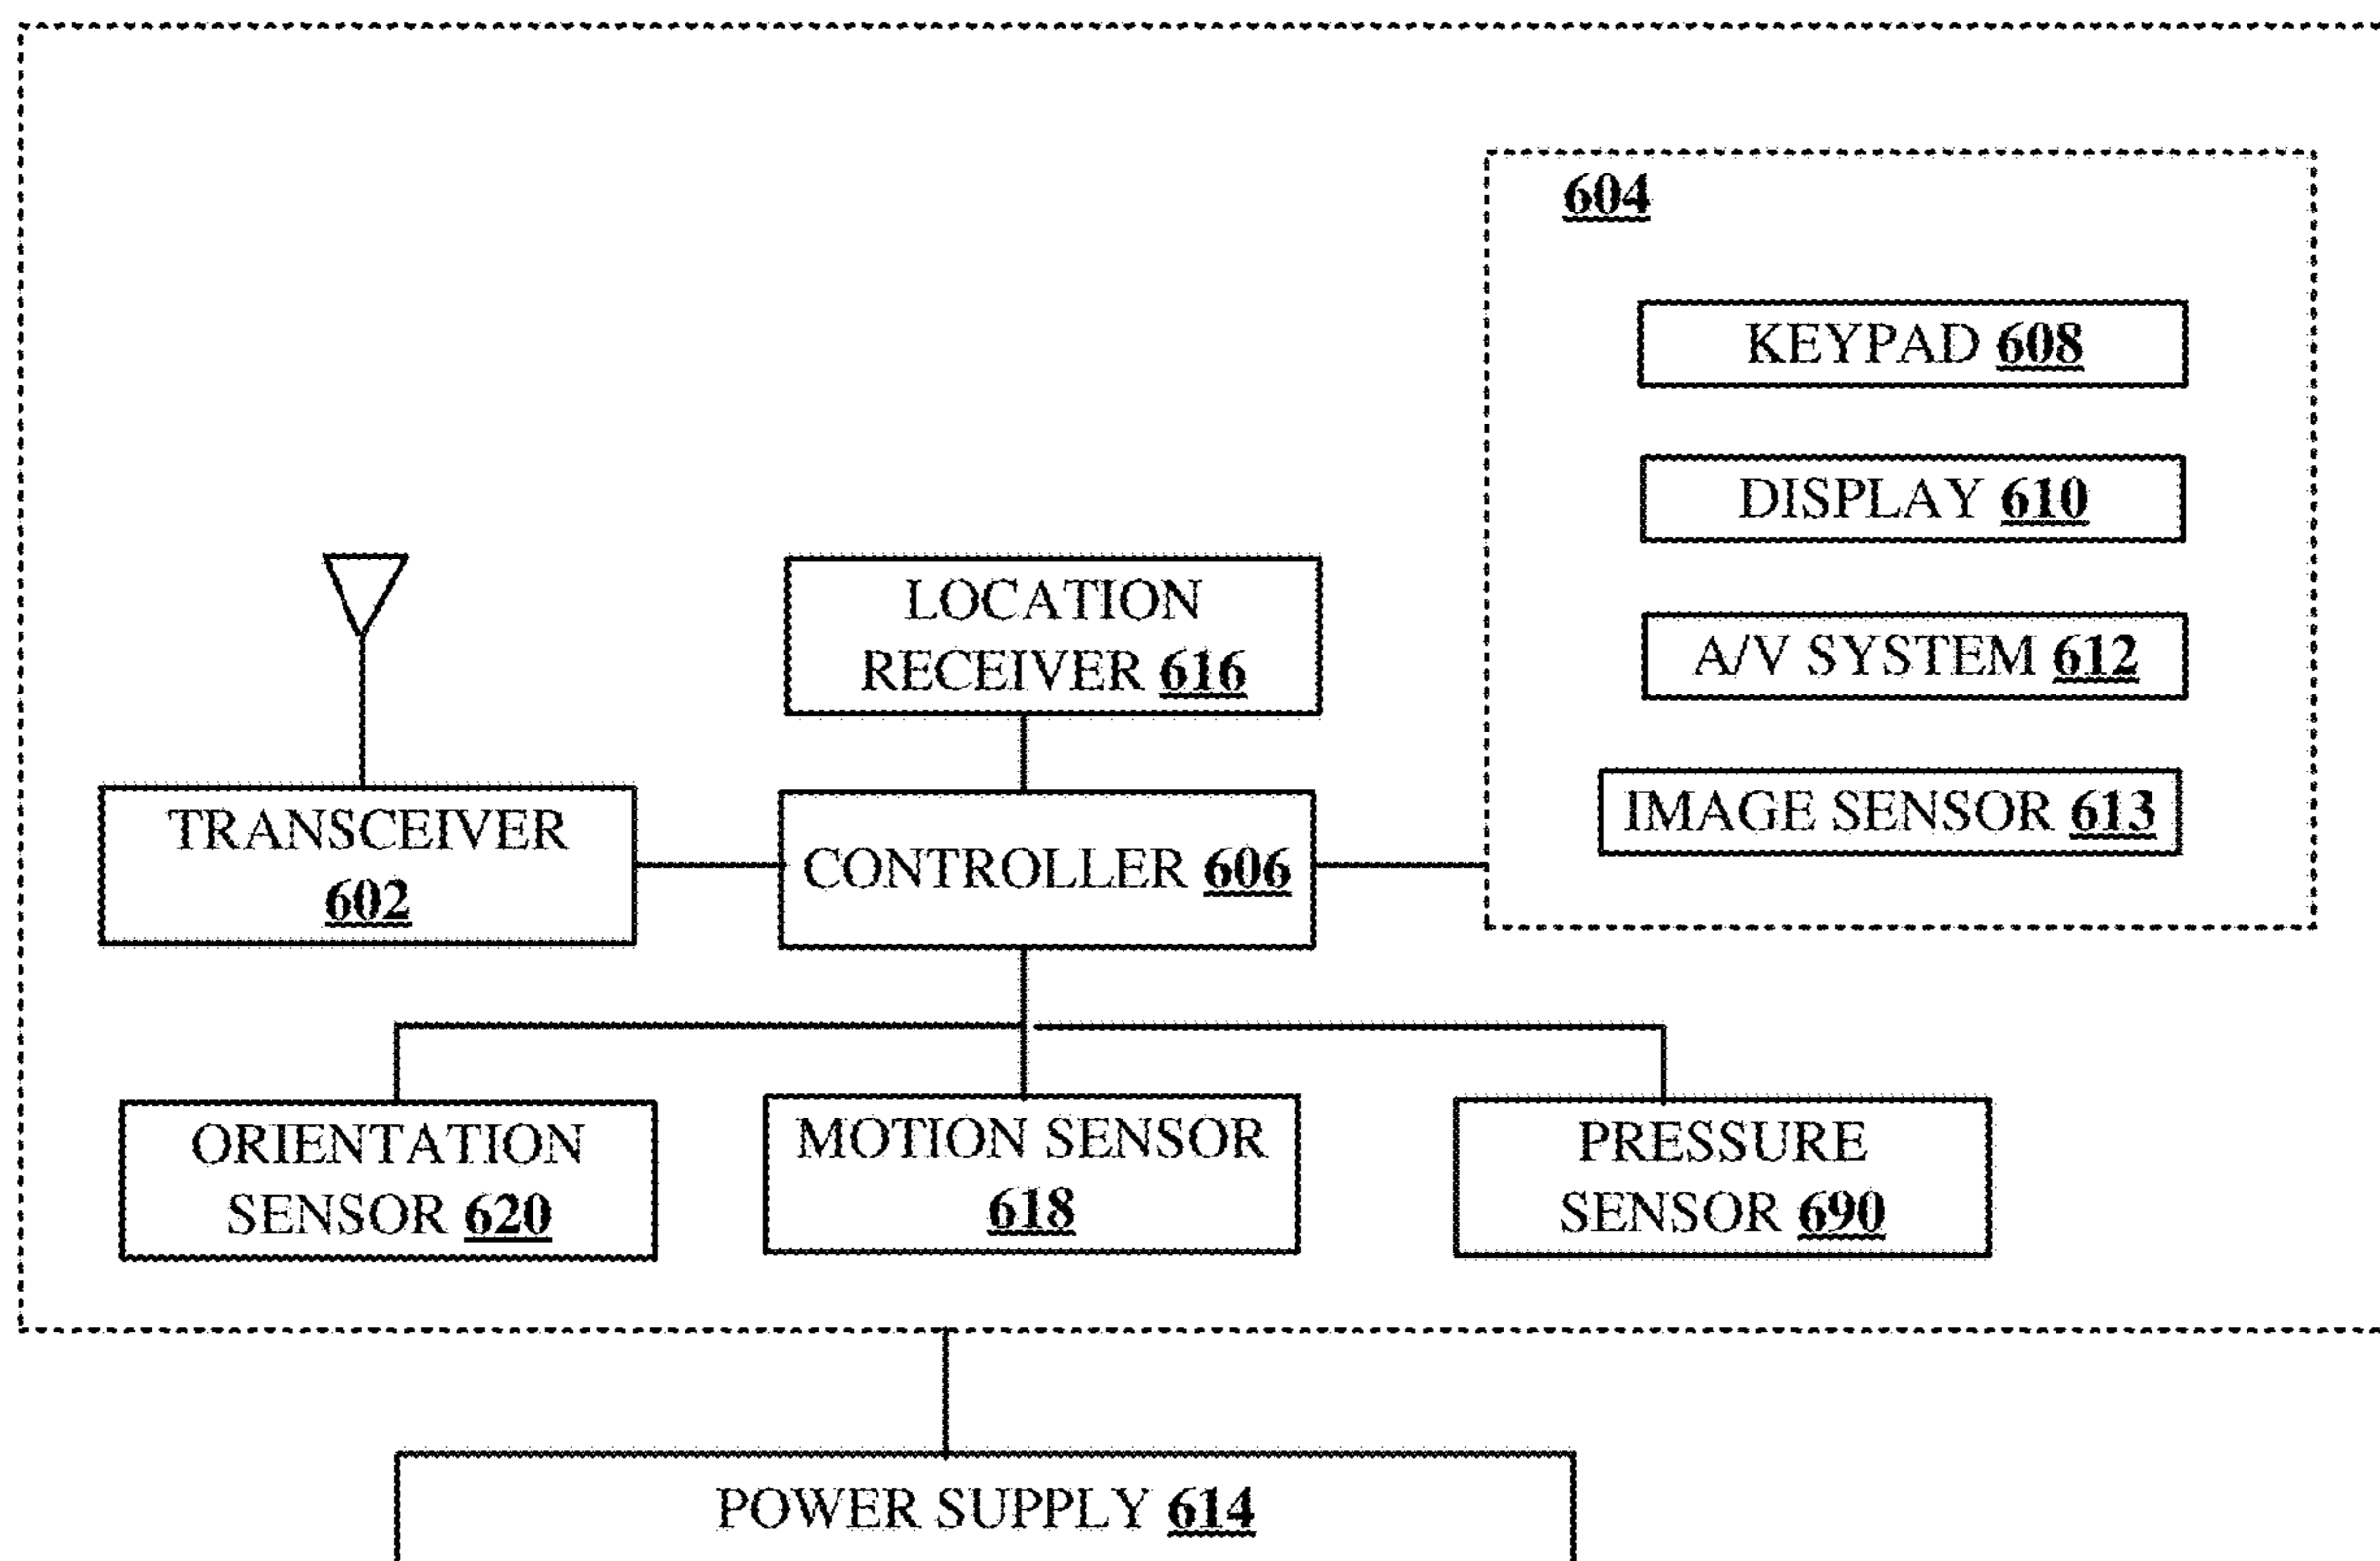 604
KEYPAD 608
DISPLAY 610
A/V SYSTEM 612
IMAGE SENSOR 613
LOCATION
RECEIVER 616
TRANSCEIVER
602
CONTROLLER 606
ORIENTATION
SENSOR 620
MOTION SENSOR
618
PRESSURE
SENSOR 690
POWER SUPPLY 614